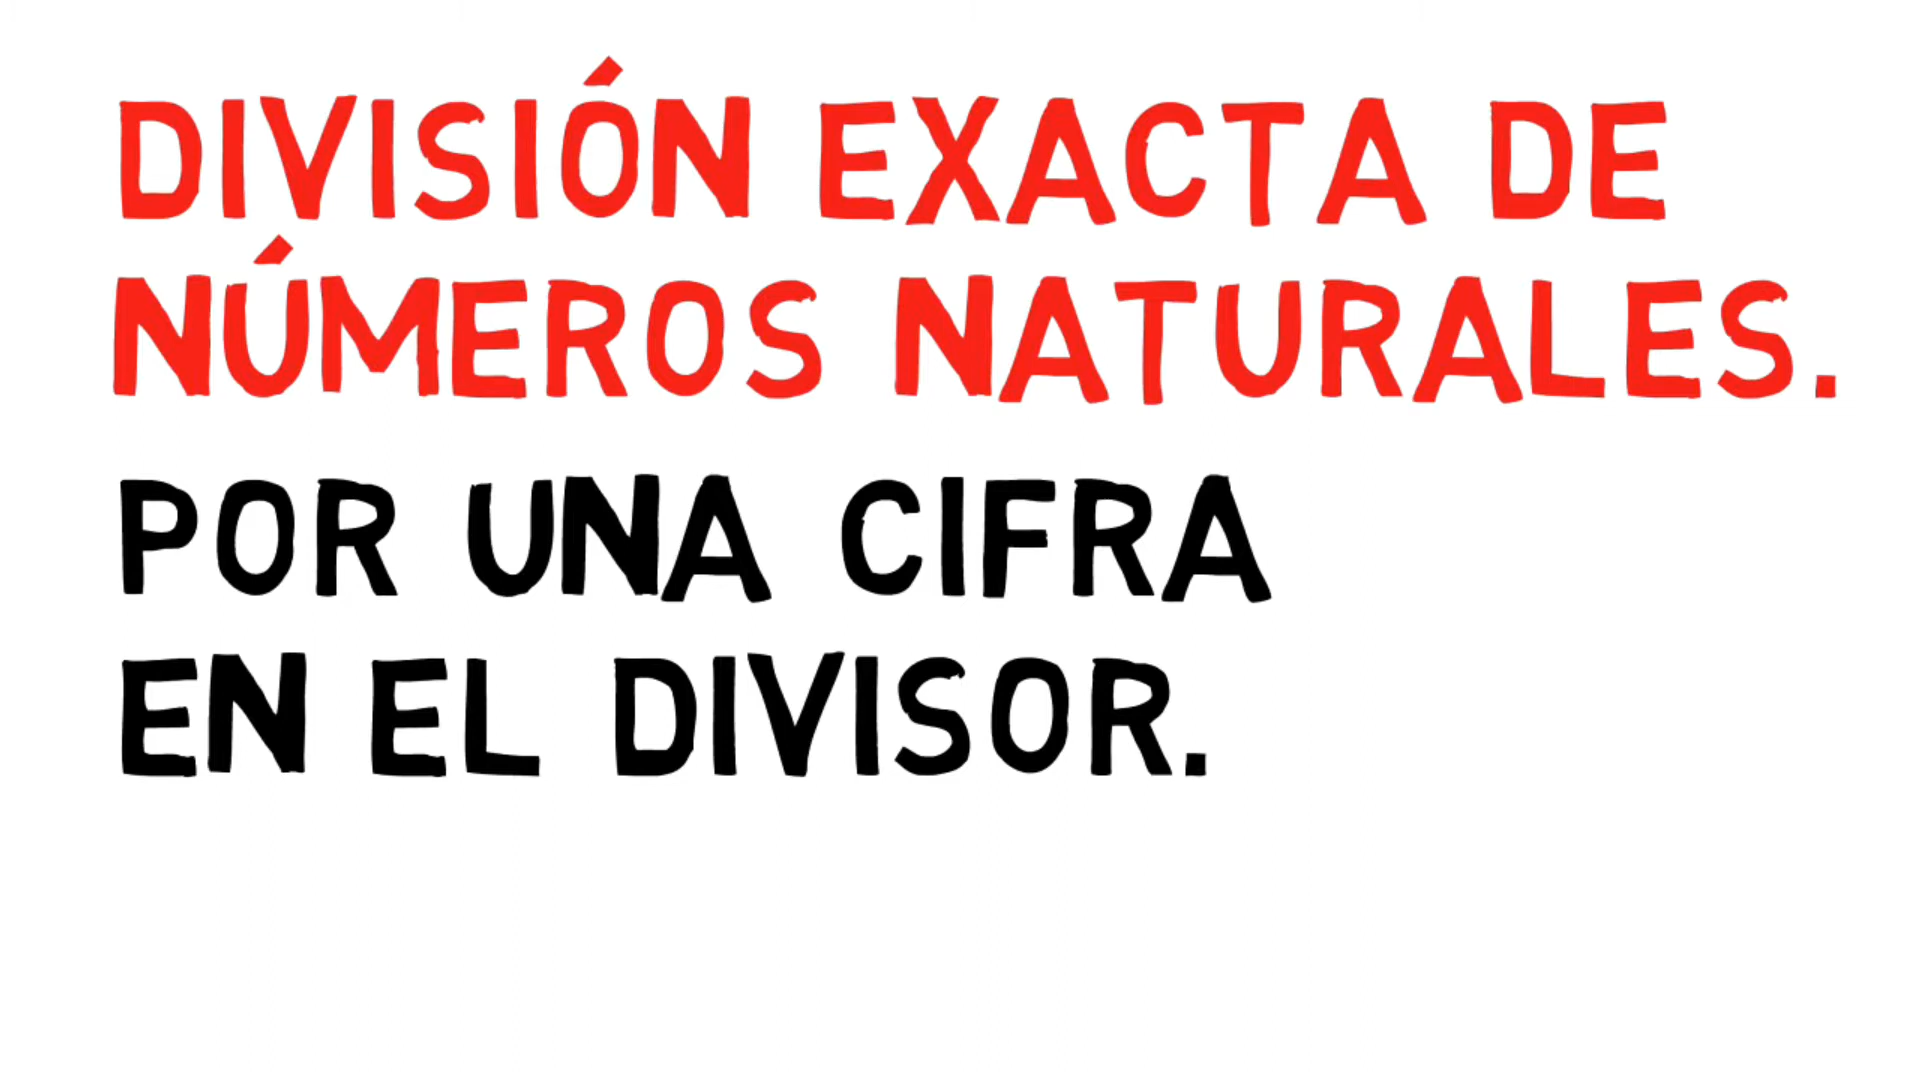 DIVISIÓN EXACTA DE
NÚMEROS NATURALES.
POR UNA CIFRA
EN EL DIVISOR.